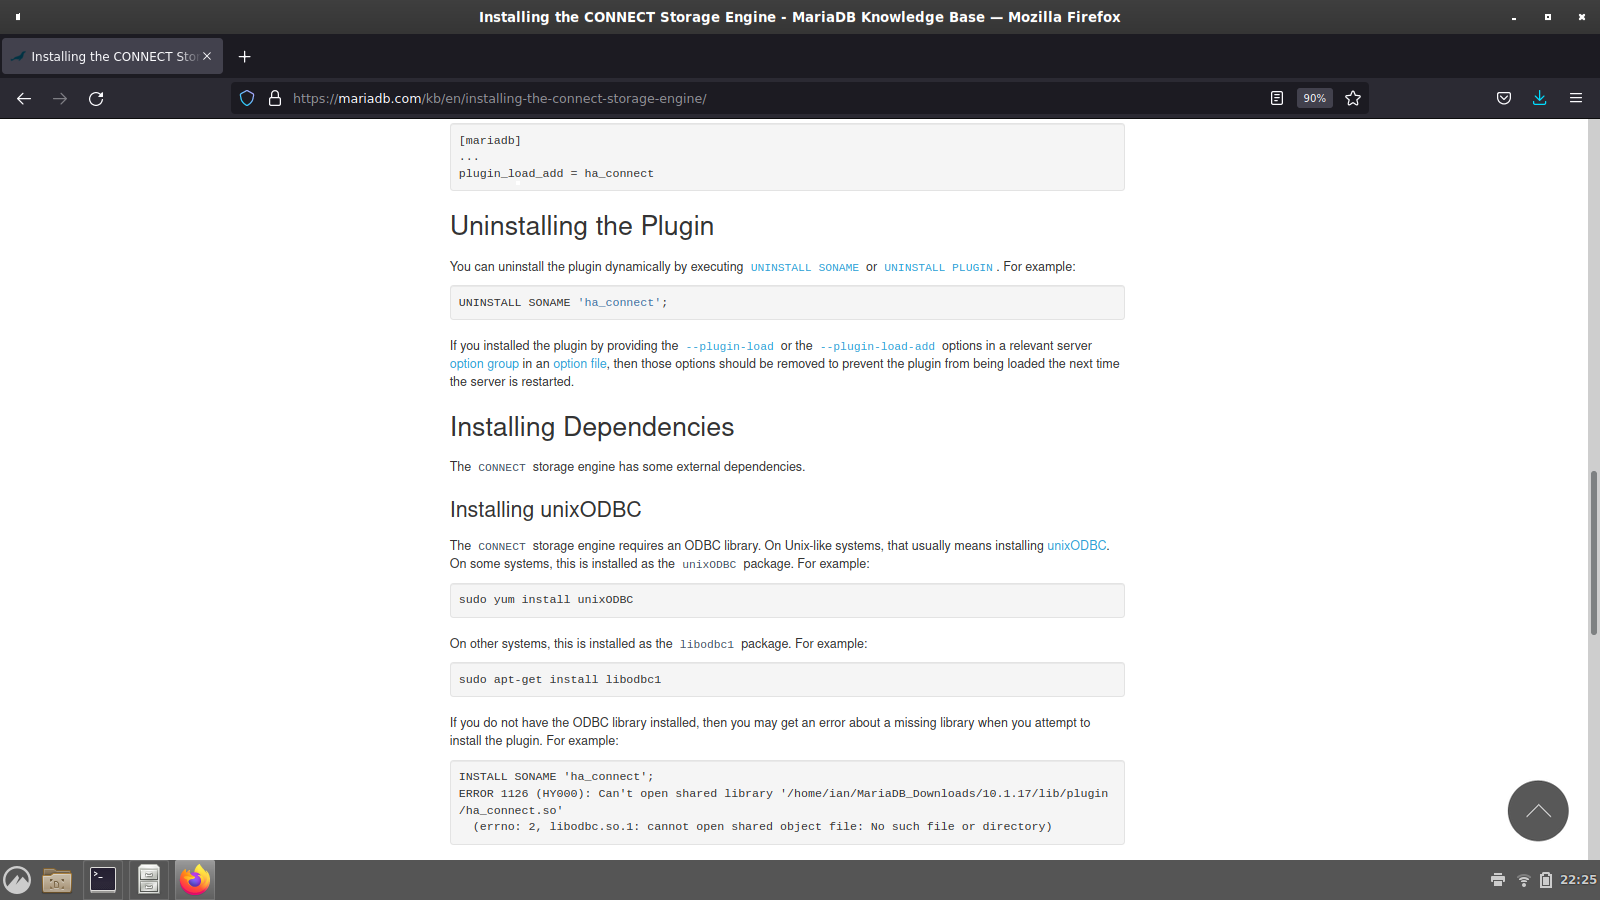 Installing the CONNECT Storage Engine - MariaDB Knowledge Base — Mozilla Firefox
Installing the CONNECT Stor
https://mariadb.com/kb/en/installing-the-connect-storage-engine/
90%
[mariadb]
...
plugin_load_add = ha_connect
Uninstalling the Plugin
You can uninstall the plugin dynamically by executing UNINSTALL SONAME or UNINSTALL PLUGIN . For example:
UNINSTALL SONAME 'ha_connect';
If you installed the plugin by providing the --plugin-load or the --plugin-load-add options in a relevant server
option group in an option file, then those options should be removed to prevent the plugin from being loaded the next time
the server is restarted.
Installing Dependencies
The CONNECT storage engine has some external dependencies.
Installing unixODBC
The CONNECT storage engine requires an ODBC library. On Unix-like systems, that usually means installing unixODBC.
On some systems, this is installed as the unixODBC package. For example:
sudo yum install unixODBC
On other systems, this is installed as the libodbc1 package. For example:
sudo apt-get install libodbc1
If you do not have the ODBC library installed, then you may get an error about a missing library when you attempt to
install the plugin. For example:
INSTALL SONAME 'ha_connect';
ERROR 1126 (HY000): Can't open shared library '/home/ian/MariaDB_Downloads/10.1.17/lib/plugin
/ha_connect.so'
(errno: 2, libodbc.so.1: cannot open shared object file: No such file or directory)
22:25